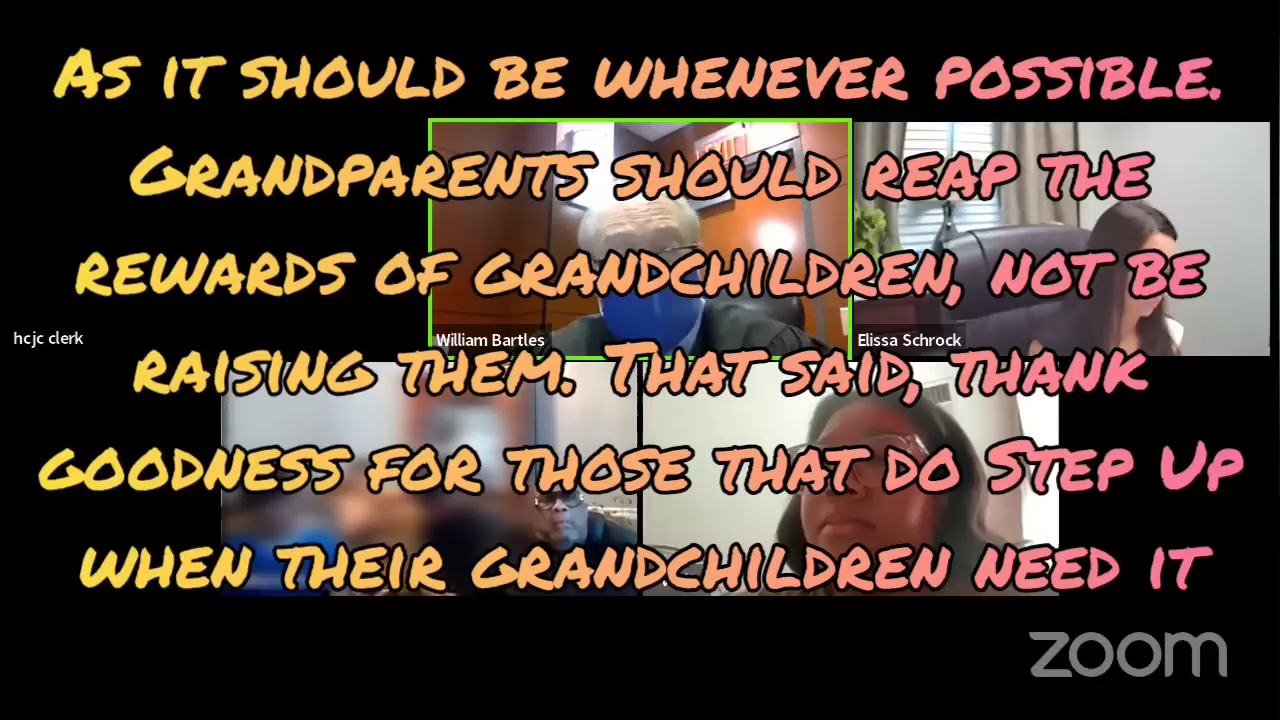 As it should be whenever possible.
Grandparents should reap the
rewards of grandchildren, not be
hcjc clerk
William Bartles
Elissa Schrock
raising them. That said, thank
goodness for those that do Step Up
when their grandchildren need it
zoom